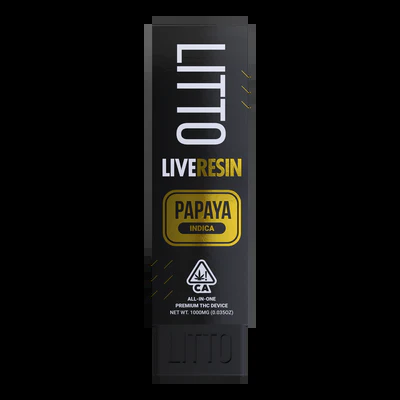 LITTO
LIVERESIN
PAPAYA
INDICA
CA
ALL-IN-ONE
PREMIUM THC DEVICE
NET WT. 1000MG (0.035OZ)
LITTO